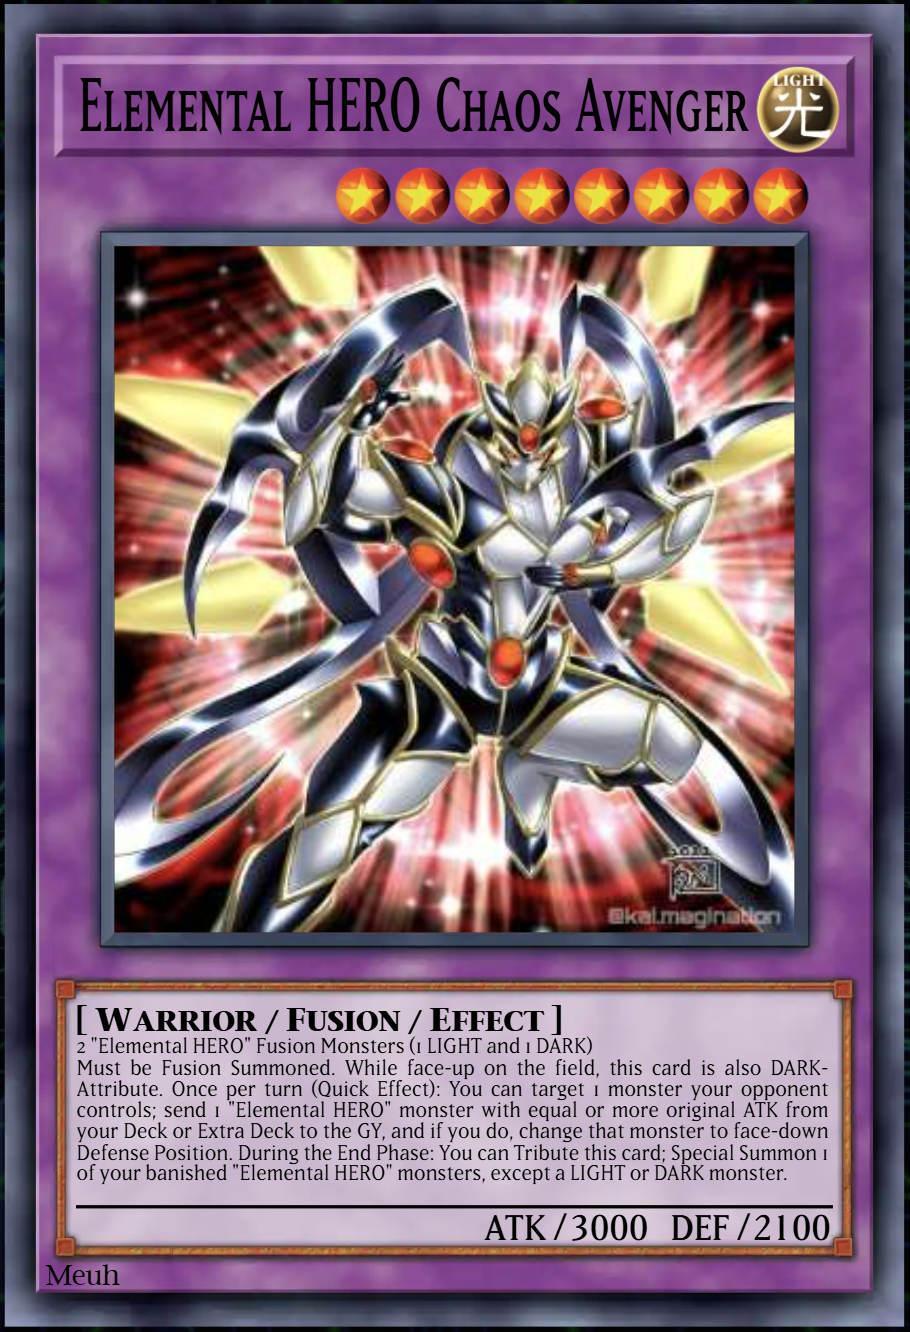 Elemental HERO Chaos Avenger
LIGHT
光
[ Warrior / Fusion / Effect ]
2 "Elemental HERO" Fusion Monsters (1 LIGHT and 1 DARK)
Must be Fusion Summoned. While face-up on the field, this card is also DARK-
Attribute. Once per turn (Quick Effect): You can target 1 monster your opponent
controls; send 1 "Elemental HERO" monster with equal or more original ATK from
your Deck or Extra Deck to the GY, and if you do, change that monster to face-down
Defense Position. During the End Phase: You can Tribute this card; Special Summon 1
of your banished "Elemental HERO" monsters, except a LIGHT or DARK monster.
ATK/3000 DEF/2100
Meuh
@kai.magination